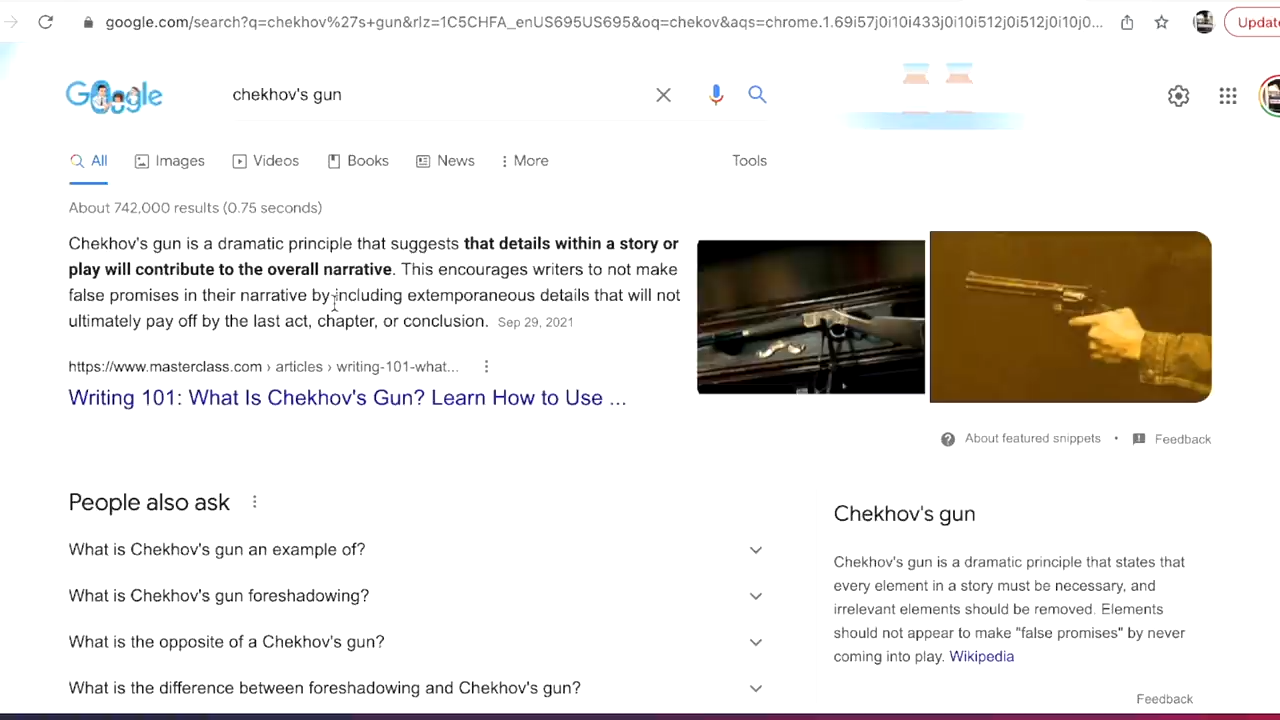 google.com/search?q=chekhov%27s+gun&rlz=1C5CHFA_enUS695US695&oq=chekov&aqs=chrome.1.69i57j0i10i433j0i10i512j0i512j0i10j0...
Update
Google
chekhov's gun
All Images Videos Books News More Tools
About 742,000 results (0.75 seconds)
Chekhov's gun is a dramatic principle that suggests that details within a story or
play will contribute to the overall narrative. This encourages writers to not make
false promises in their narrative by including extemporaneous details that will not
ultimately pay off by the last act, chapter, or conclusion. Sep 29, 2021
https://www.masterclass.com › articles › writing-101-what...
Writing 101: What Is Chekhov's Gun? Learn How to Use ...
About featured snippets • Feedback
People also ask
What is Chekhov's gun an example of?
What is Chekhov's gun foreshadowing?
What is the opposite of a Chekhov's gun?
What is the difference between foreshadowing and Chekhov's gun?
Chekhov's gun
Chekhov's gun is a dramatic principle that states that
every element in a story must be necessary, and
irrelevant elements should be removed. Elements
should not appear to make "false promises" by never
coming into play. Wikipedia
Feedback